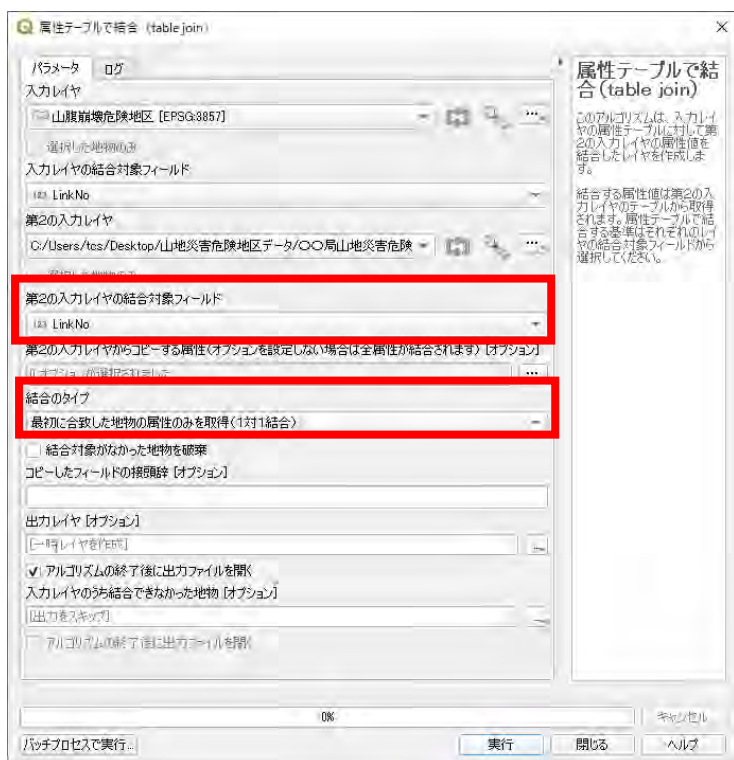 属性テーブルで結合 (table join)
パラメータ ログ
入力レイヤ
山腹崩壊危険地区 [EPSG:3857]
選択した地物のみ
入力レイヤの結合対象フィールド
123 LinkNo
第2の入力レイヤ
C:/Users/tcs/Desktop/山地災害危険地区データ/〇〇局山地災害危険
選択した地物のみ
第2の入力レイヤの結合対象フィールド
123 LinkNo
第2の入力レイヤからコピーする属性(オプションを設定しない場合は全属性が結合されます) [オプション]
0 オプションが選択されました
結合のタイプ
最初に合致した地物の属性のみを取得(1対1結合)
結合対象がなかった地物を破棄
コピーしたフィールドの接頭辞 [オプション]
出力レイヤ [オプション]
[一時レイヤを作成]
アルゴリズムの終了後に出力ファイルを開く
入力レイヤのうち結合できなかった地物 [オプション]
[出力をスキップ]
アルゴリズムの終了後に出力ファイルを開く
0%
キャンセル
バッチプロセスで実行...
実行 閉じる ヘルプ
属性テーブルで結
合 (table join)
このアルゴリズムは、入力レイ
ヤの属性テーブルに対して第
2の入力レイヤの属性値を
結合したレイヤを作成しま
す。
結合する属性値は第2の入
力レイヤのテーブルから取得
されます。属性テーブルで結
合する基準はそれぞれのレイ
ヤの結合対象フィールドから
選択してください。